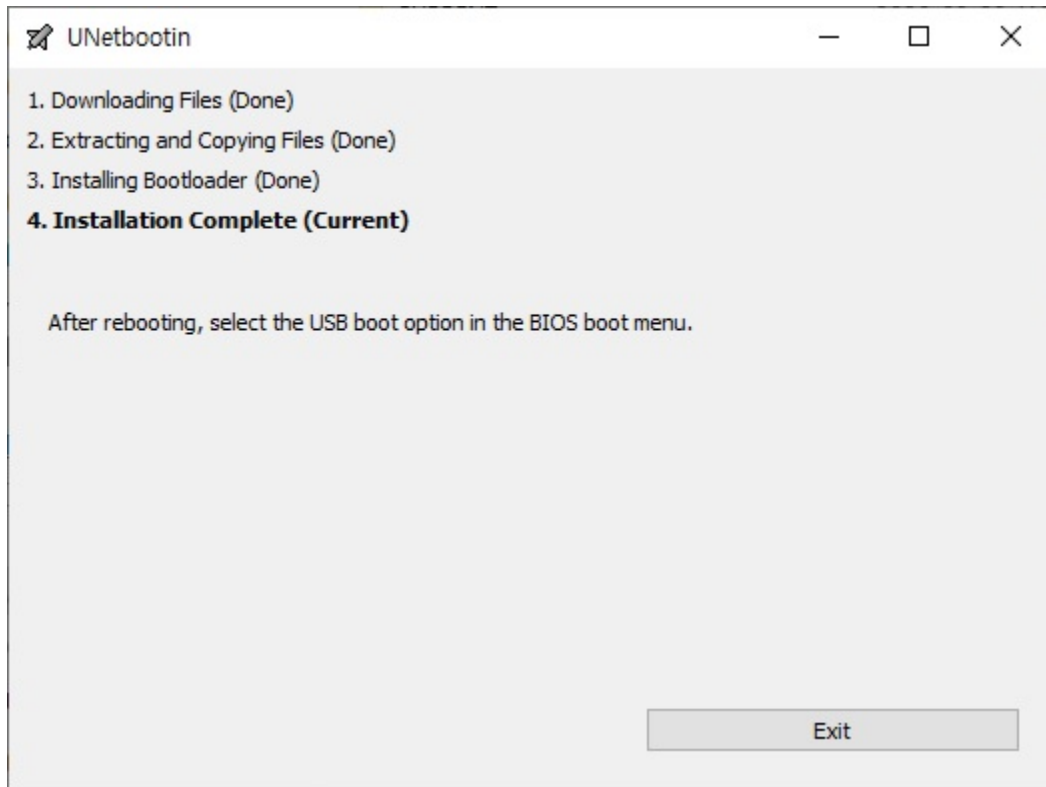 UNetbootin
1. Downloading Files (Done)
2. Extracting and Copying Files (Done)
3. Installing Bootloader (Done)
4. Installation Complete (Current)
After rebooting, select the USB boot option in the BIOS boot menu.
Exit